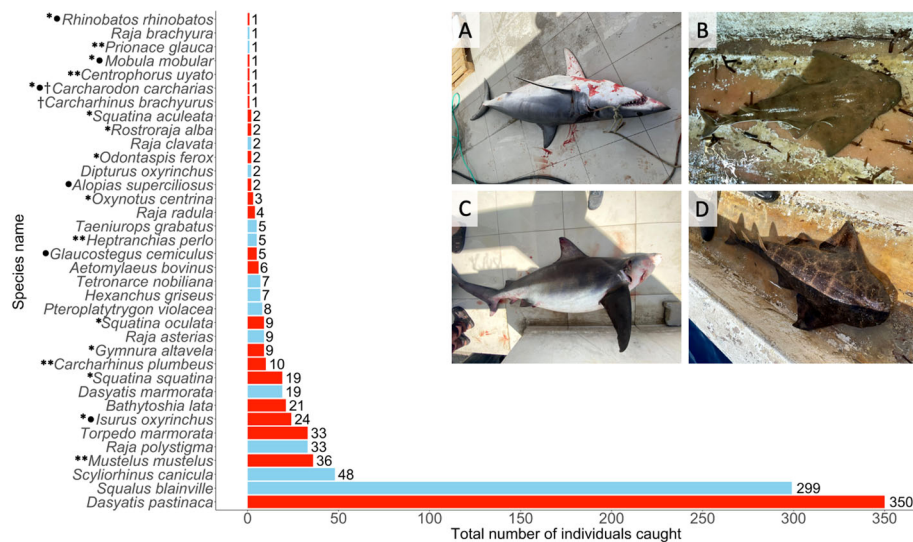 Species name
*●Rhinobatos rhinobatos 1
Raja brachyura 1
**Prionace glauca 1
*●Mobula mobular 1
**Centrophorus uyato 1
*●†Carcharodon carcharias 1
†Carcharhinus brachyurus 1
*Squatina aculeata 2
*Rostroraja alba 2
Raja clavata 2
*Odontaspis ferox 2
Dipturus oxyrinchus 2
●Alopias superciliosus 2
*Oxynotus centrina 3
Raja radula 4
Taeniurops grabatus 5
**Heptranchias perlo 5
●Glaucostegus cemiculus 5
Aetomylaeus bovinus 6
Tetronarce nobiliana 7
Hexanchus griseus 7
Pteroplatytrygon violacea 8
*Squatina oculata 9
Raja asterias 9
*Gymnura altavela 9
**Carcharhinus plumbeus 10
*Squatina squatina 19
Dasyatis marmorata 19
Bathytoshia lata 21
*●Isurus oxyrinchus 24
Torpedo marmorata 33
Raja polystigma 33
**Mustelus mustelus 36
Scyliorhinus canicula 48
Squalus blainville 299
Dasyatis pastinaca 350
0 50 100 150 200 250 300 350
Total number of individuals caught
A
B
C
D